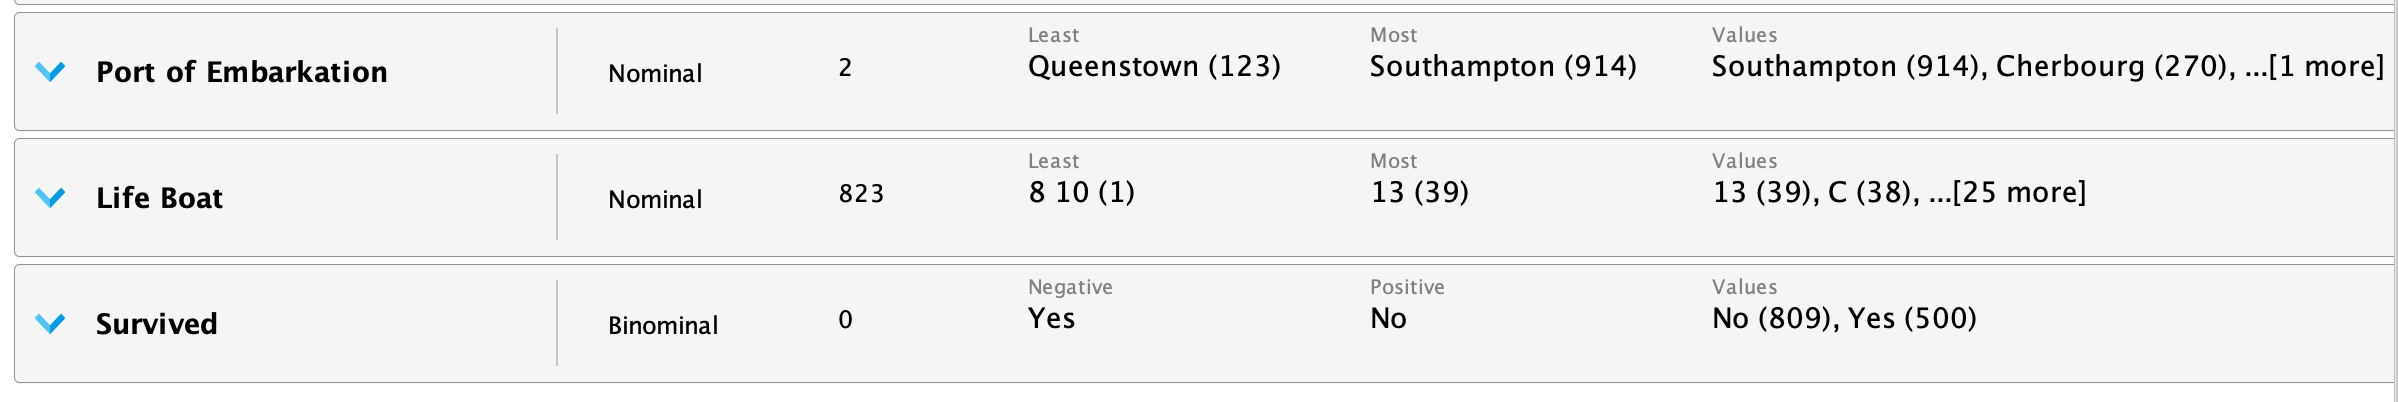 Least Most Values
Port of Embarkation Nominal 2 Queenstown (123) Southampton (914) Southampton (914), Cherbourg (270), ...[1 more]
Least Most Values
Life Boat Nominal 823 8 10 (1) 13 (39) 13 (39), C (38), ...[25 more]
Negative Positive Values
Survived Binominal 0 Yes No No (809), Yes (500)